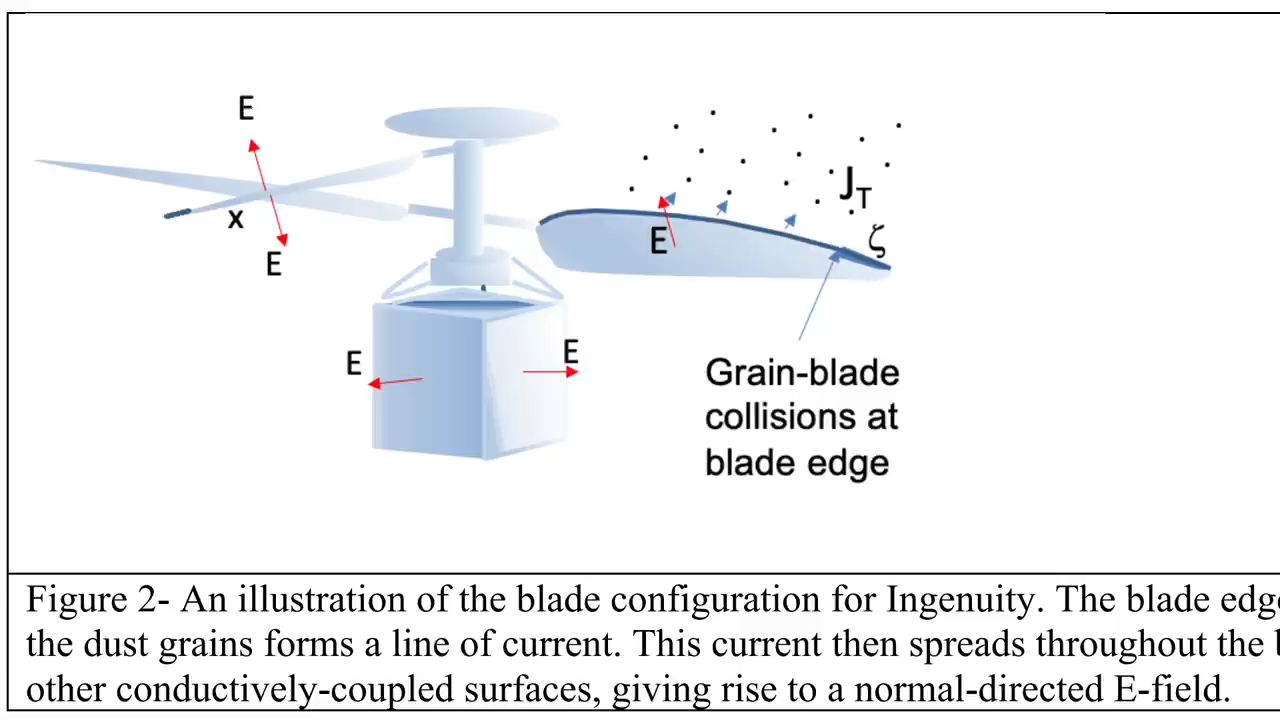 E
J_T
ζ
E
x
E
E
E
Grain-blade
collisions at
blade edge
Figure 2- An illustration of the blade configuration for Ingenuity. The blade edge
the dust grains forms a line of current. This current then spreads throughout the
other conductively-coupled surfaces, giving rise to a normal-directed E-field.